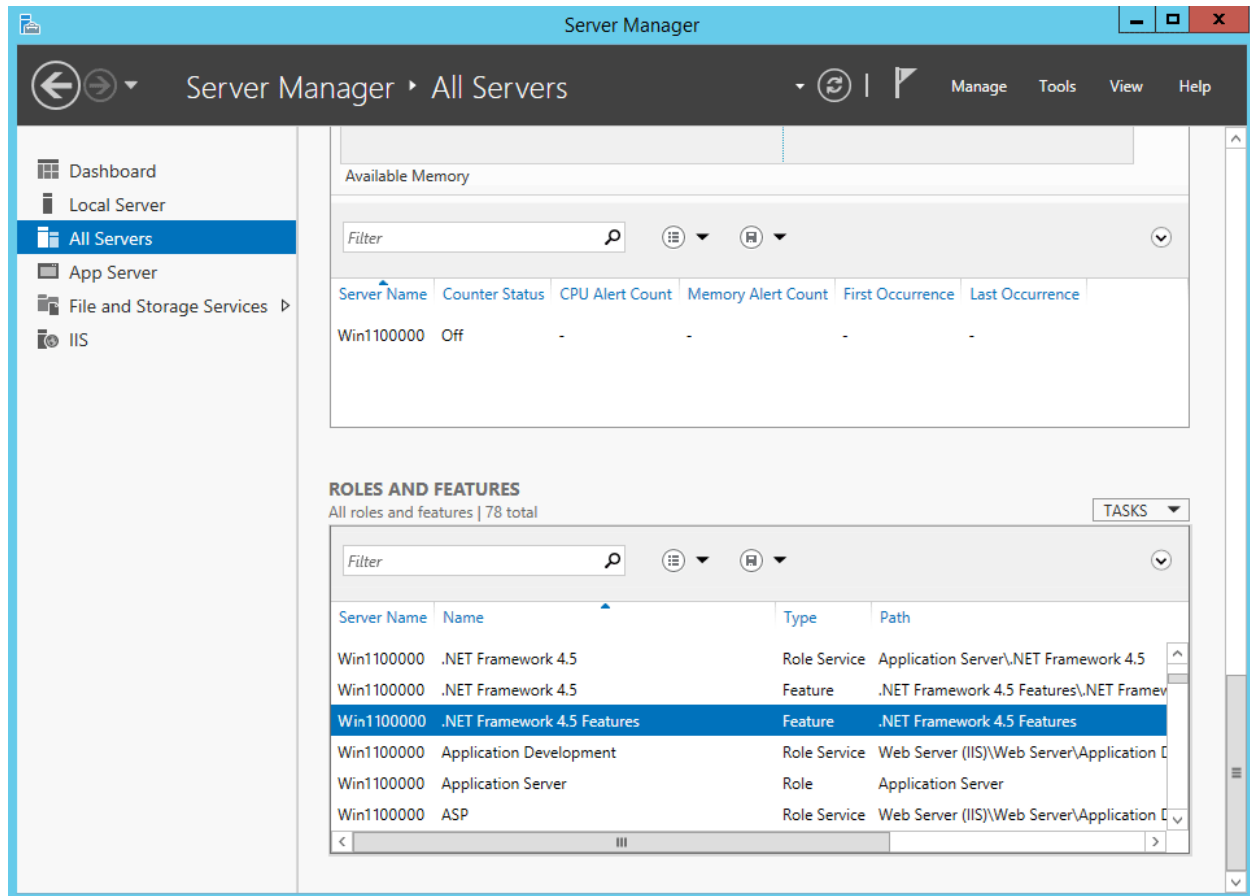 Server Manager
Server Manager ‣ All Servers
Manage Tools View Help
Dashboard
Local Server
All Servers
App Server
File and Storage Services
IIS
Available Memory
Filter
Server Name Counter Status CPU Alert Count Memory Alert Count First Occurrence Last Occurrence
Win1100000 Off - - - -
ROLES AND FEATURES
All roles and features | 78 total
TASKS
Filter
Server Name Name Type Path
Win1100000 .NET Framework 4.5 Role Service Application Server\.NET Framework 4.5
Win1100000 .NET Framework 4.5 Feature .NET Framework 4.5 Features\.NET Framew
Win1100000 .NET Framework 4.5 Features Feature .NET Framework 4.5 Features
Win1100000 Application Development Role Service Web Server (IIS)\Web Server\Application D
Win1100000 Application Server Role Application Server
Win1100000 ASP Role Service Web Server (IIS)\Web Server\Application D